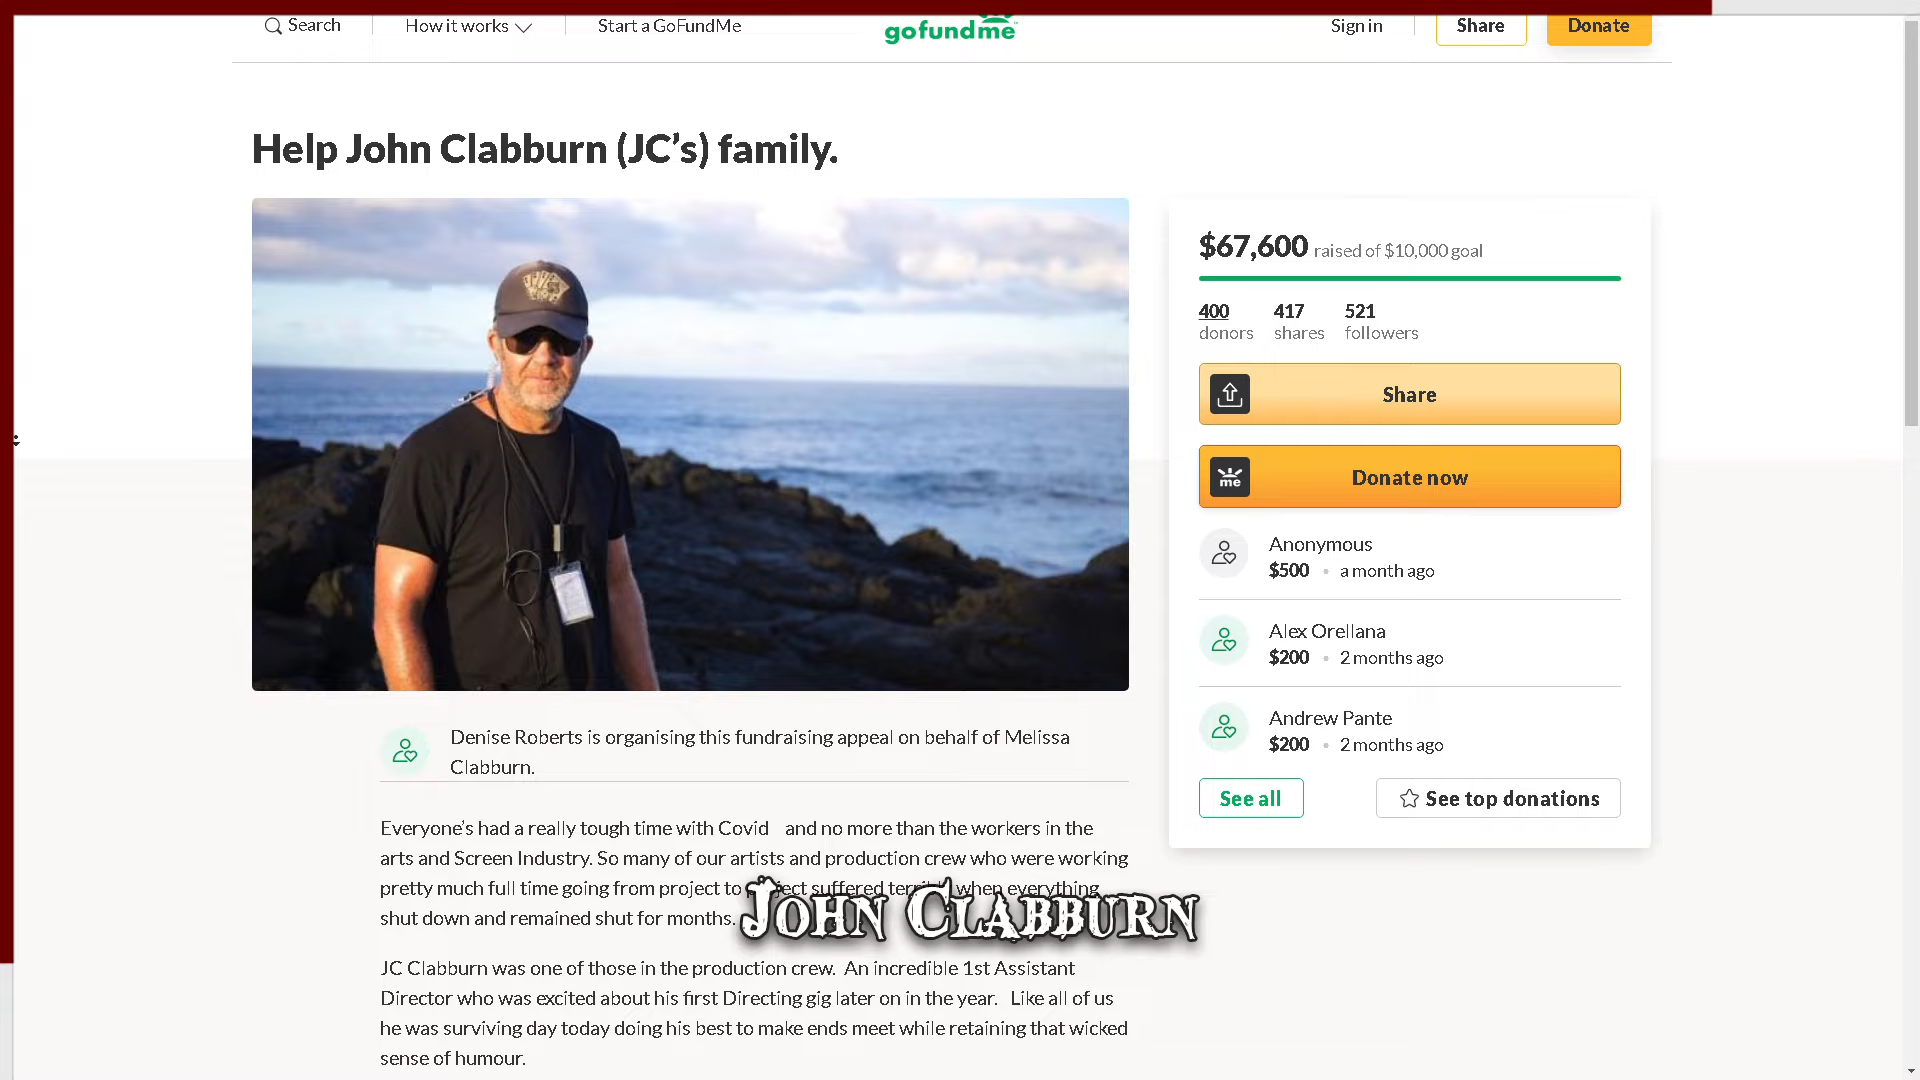 Search
How it works
Start a GoFundMe
gofundme
Sign in
Share
Donate
Help John Clabburn (JC’s) family.
$67,600 raised of $10,000 goal
400 417 521
donors shares followers
Share
me
Donate now
Anonymous
$500 • a month ago
Alex Orellana
$200 • 2 months ago
Andrew Pante
$200 • 2 months ago
See all
See top donations
Denise Roberts is organising this fundraising appeal on behalf of Melissa
Clabburn.
Everyone’s had a really tough time with Covid and no more than the workers in the
arts and Screen Industry. So many of our artists and production crew who were working
pretty much full time going from project to suffered when everything
shut down and remained shut for months.
John Clabburn
JC Clabburn was one of those in the production crew. An incredible 1st Assistant
Director who was excited about his first Directing gig later on in the year. Like all of us
he was surviving day today doing his best to make ends meet while retaining that wicked
sense of humour.